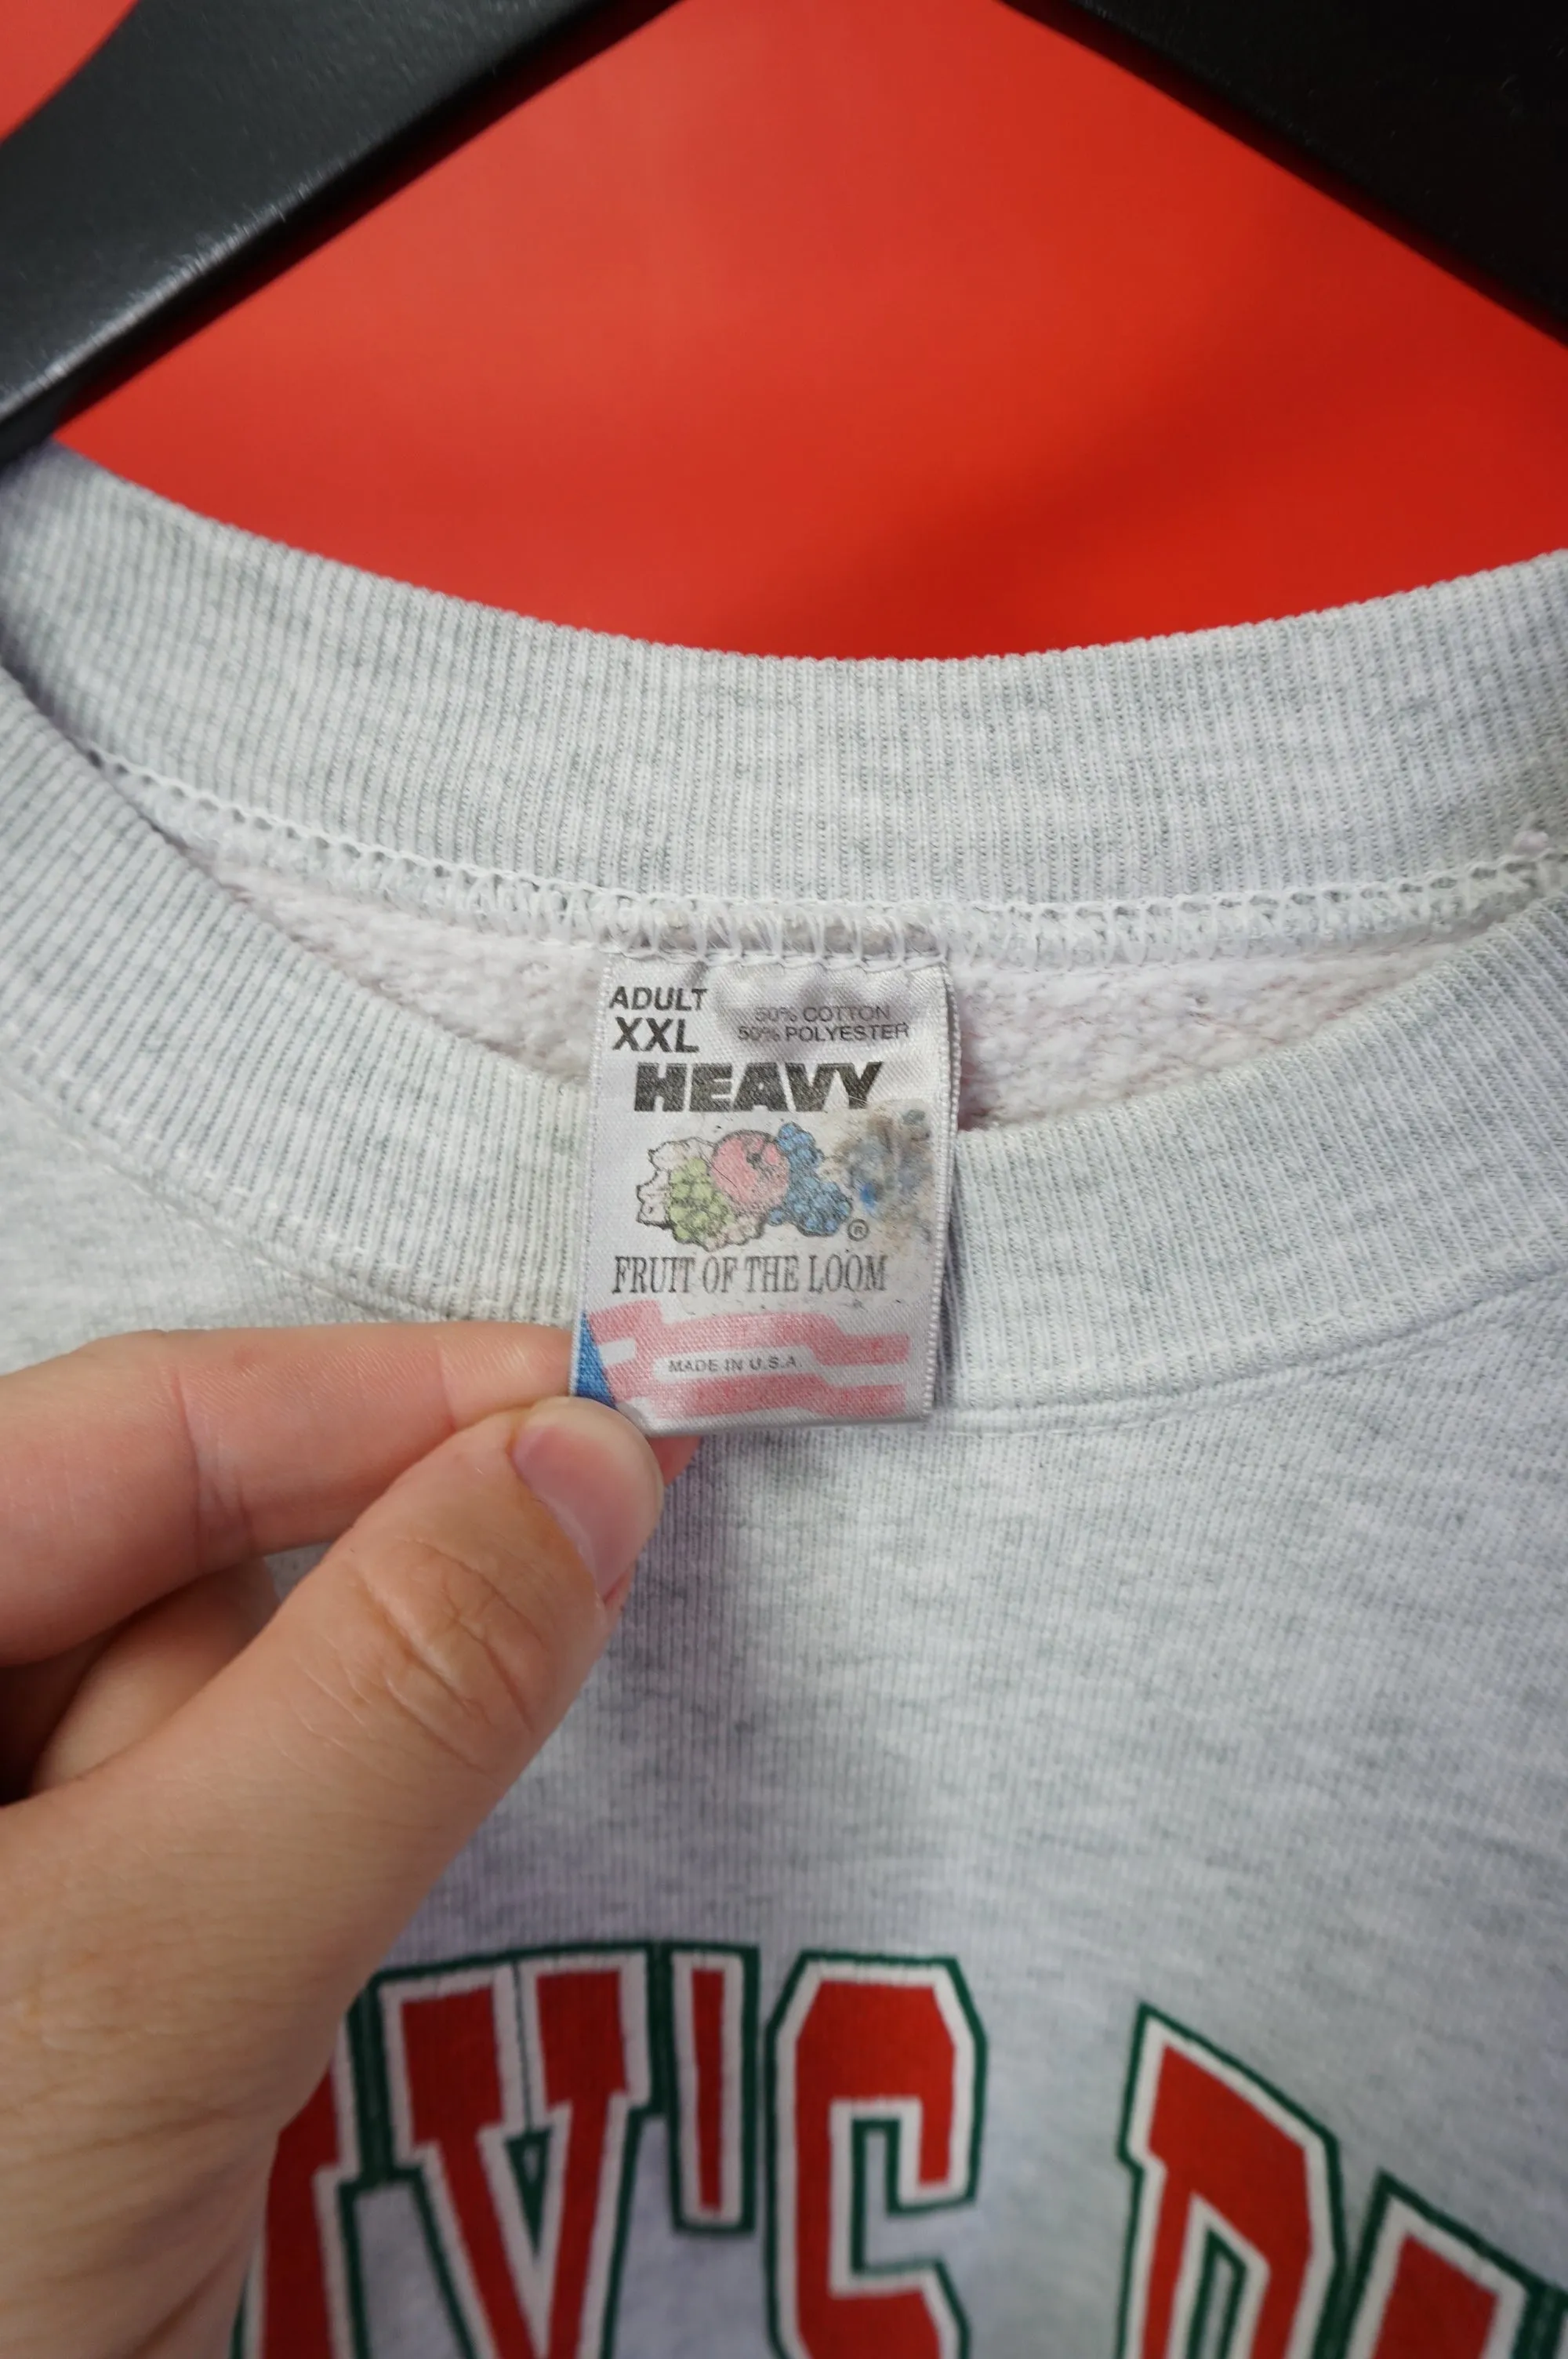 ADULT
XXL
50% COTTON
50% POLYESTER
HEAVY
®
FRUIT OF THE LOOM
MADE IN U.S.A.